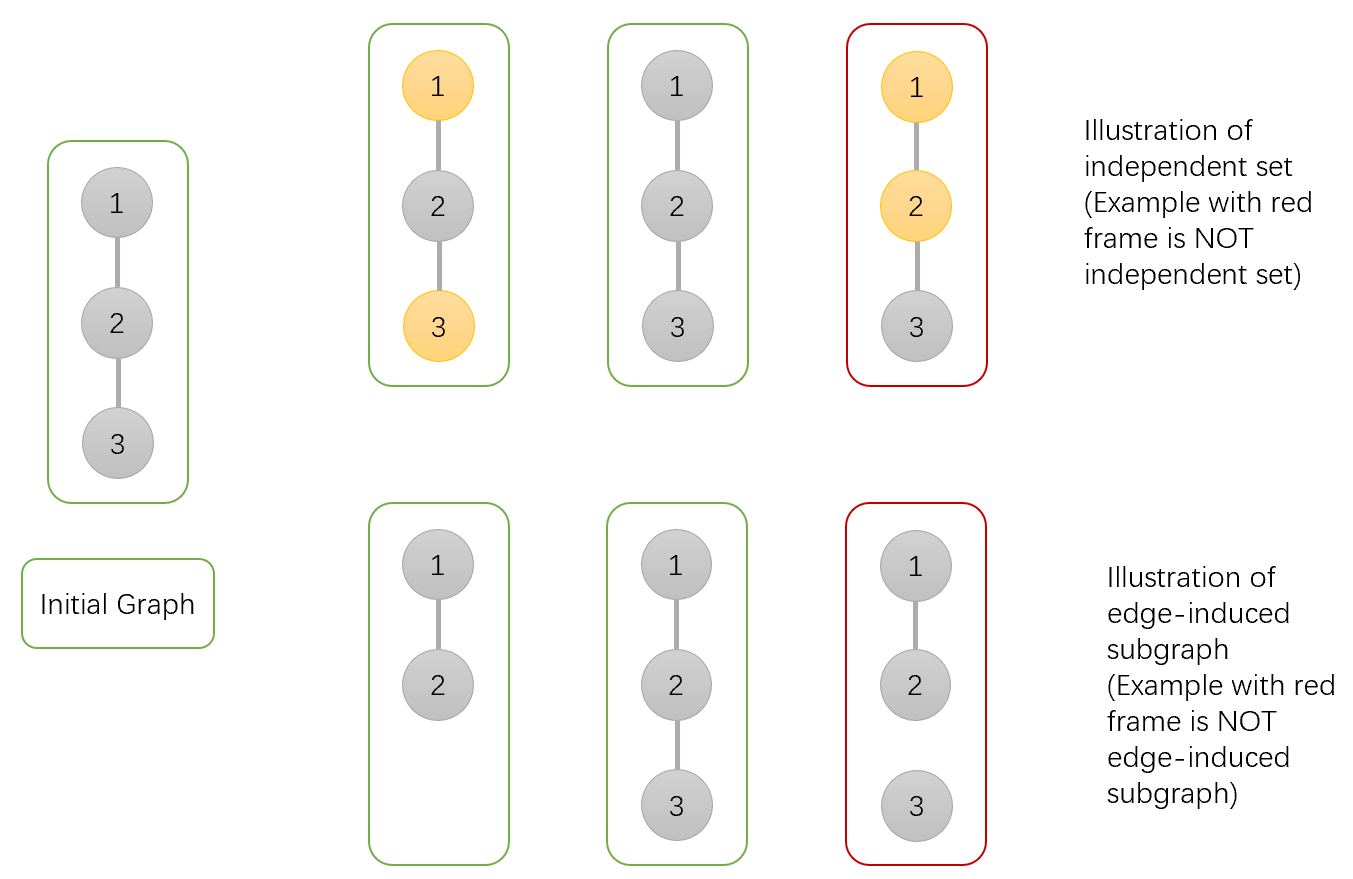 1
2
3
Initial Graph
1
2
3
1
2
3
1
2
3
Illustration of
independent set
(Example with red
frame is NOT
independent set)
1
2
1
2
3
1
2
3
Illustration of
edge-induced
subgraph
(Example with red
frame is NOT
edge-induced
subgraph)